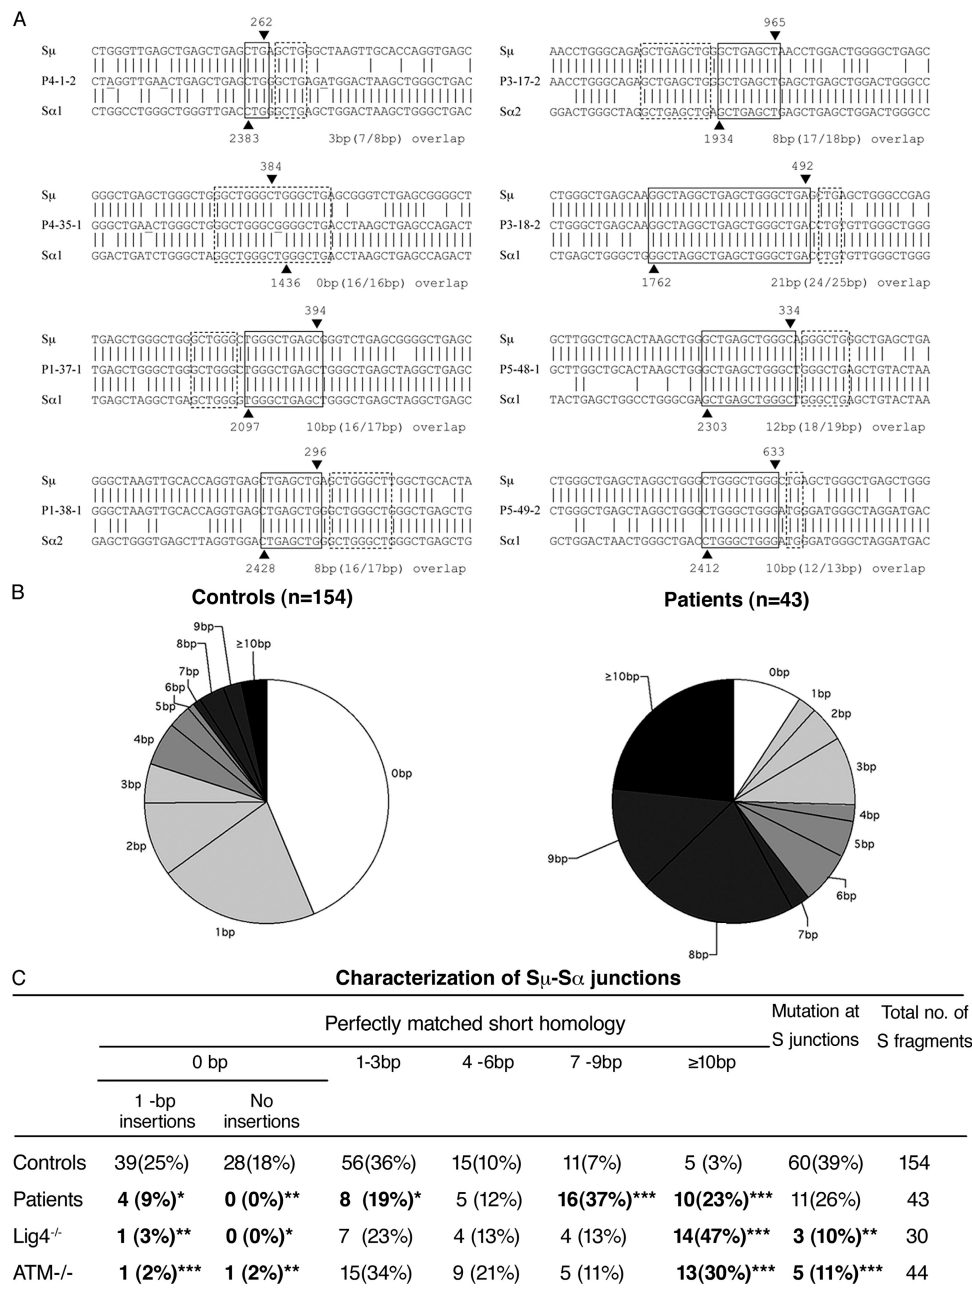 A
262
Sμ CTGGGTTGAGCTGAGCTGAGCTGAGCTGGGCTAAGTTGCACCAGGTGAGC
P4-1-2 CTAGGTTGAACTGAGCTGAGCTGGGCTGAGATGGACTAAGCTGGGCTGAC
Sα1 CTGGCCTGGGCTGGGTTGACCTGGGCTGAGCTGGACTAAGCTGGGCTGAC
2383 3bp(7/8bp) overlap
965
Sμ AACCTGGGCAGAGCTGAGCTGGGCTGAGCTAACCTGGACTGGGGCTGAGC
P3-17-2 AACCTGGGCAGAGCTGAGCTGGGCTGAGCTGAGCTGAGCTGGACTGGGCC
Sα2 GGACTGGGCTAGGCTGAGCTGAGCTGAGCTGAGCTGAGCTGGACTGGGCC
1934 8bp(17/18bp) overlap
384
Sμ GGGCTGAGCTGGGCTGGGCTGGGCTGGGCTGAGCGGGTCTGAGCGGGGCT
P4-35-1 GGGCTGAACTGGGCTGGGCTGGGCGGGGCTGACCTAAGCTGAGCCAGACT
Sα1 GGACTGATCTGGGCTAGGCTGGGCTGGGCTGACCTAAGCTGAGCCAGACT
1436 0bp(16/16bp) overlap
492
Sμ CTGGGCTGAGCAAGGCTAGGCTGAGCTGGGCTGAGCTGAGCTGGGCCGAG
P3-18-2 CTGGGCTGAGCAAGGCTAGGCTGAGCTGGGCTGACCTGTGTTGGGCTGGG
Sα1 CTGAGCTGGGCTGGGCTAGGCTGAGCTGGGCTGACCTGTGTTGGGCTGGG
1762 21bp(24/25bp) overlap
394
Sμ TGAGCTGGGCTGGGCTGGGCTGGGCTGAGCGGGTCTGAGCGGGGCTGAGC
P1-37-1 TGAGCTGGGCTGGGCTGGGCTGGGCTGAGCTGGGCTGAGCTAGGCTGAGC
Sα1 TGAGCTAGGCTGAGCTGGGGTGGGCTGAGCTGGGCTGAGCTAGGCTGAGC
2097 10bp(16/17bp) overlap
334
Sμ GCTTGGCTGCACTAAGCTGGGCTGAGCTGGGCAGGGCTGGGCTGAGCTGA
P5-48-1 GCTTGGCTGCACTAAGCTGGGCTGAGCTGGGCTGGGCTGAGCTGTACTAA
Sα1 TACTGAGCTGGCCTGGGCGAGCTGAGCTGGGCTGGGCTGAGCTGTACTAA
2303 12bp(18/19bp) overlap
296
Sμ GGGCTAAGTTGCACCAGGTGAGCTGAGCTGAGCTGGGCTTGGCTGCACTA
P1-38-1 GGGCTAAGTTGCACCAGGTGAGCTGAGCTGGGCTGGGCTGGGCTGAGCTG
Sα2 GAGCTGGGTGAGCTTAGGTGGACTGAGCTGGGCTGGGCTGGGCTGAGCTG
2428 8bp(16/17bp) overlap
633
Sμ CTGGGCTGAGCTAGGCTGGGCTGGGCTGGGCTGAGCTGGGCTGAGCTGGG
P5-49-2 CTGGGCTGAGCTAGGCTGGGCTGGGCTGGGATGGGATGGGCTAGGATGAC
Sα1 GCTGGACTAACTGGGCTGACCTGGGCTGGGATGGGATGGGCTAGGATGAC
2412 10bp(12/13bp) overlap
B
Controls (n=154)
9bp
8bp
≥10bp
7bp
6bp
5bp
4bp
3bp
2bp
1bp
0bp
Patients (n=43)
≥10bp
0bp
1bp
2bp
3bp
4bp
5bp
6bp
7bp
8bp
9bp
C Characterization of Sμ-Sα junctions
Perfectly matched short homology
Mutation at S junctions
Total no. of S fragments
0 bp 1-3bp 4 -6bp 7 -9bp ≥10bp
1 -bp insertions No insertions
Controls 39(25%) 28(18%) 56(36%) 15(10%) 11(7%) 5 (3%) 60(39%) 154
Patients 4 (9%)* 0 (0%)** 8 (19%)* 5 (12%) 16(37%)*** 10(23%)*** 11(26%) 43
Lig4-/- 1 (3%)** 0 (0%)* 7 (23%) 4 (13%) 4 (13%) 14(47%)*** 3 (10%)** 30
ATM-/- 1 (2%)*** 1 (2%)** 15(34%) 9 (21%) 5 (11%) 13(30%)*** 5 (11%)*** 44